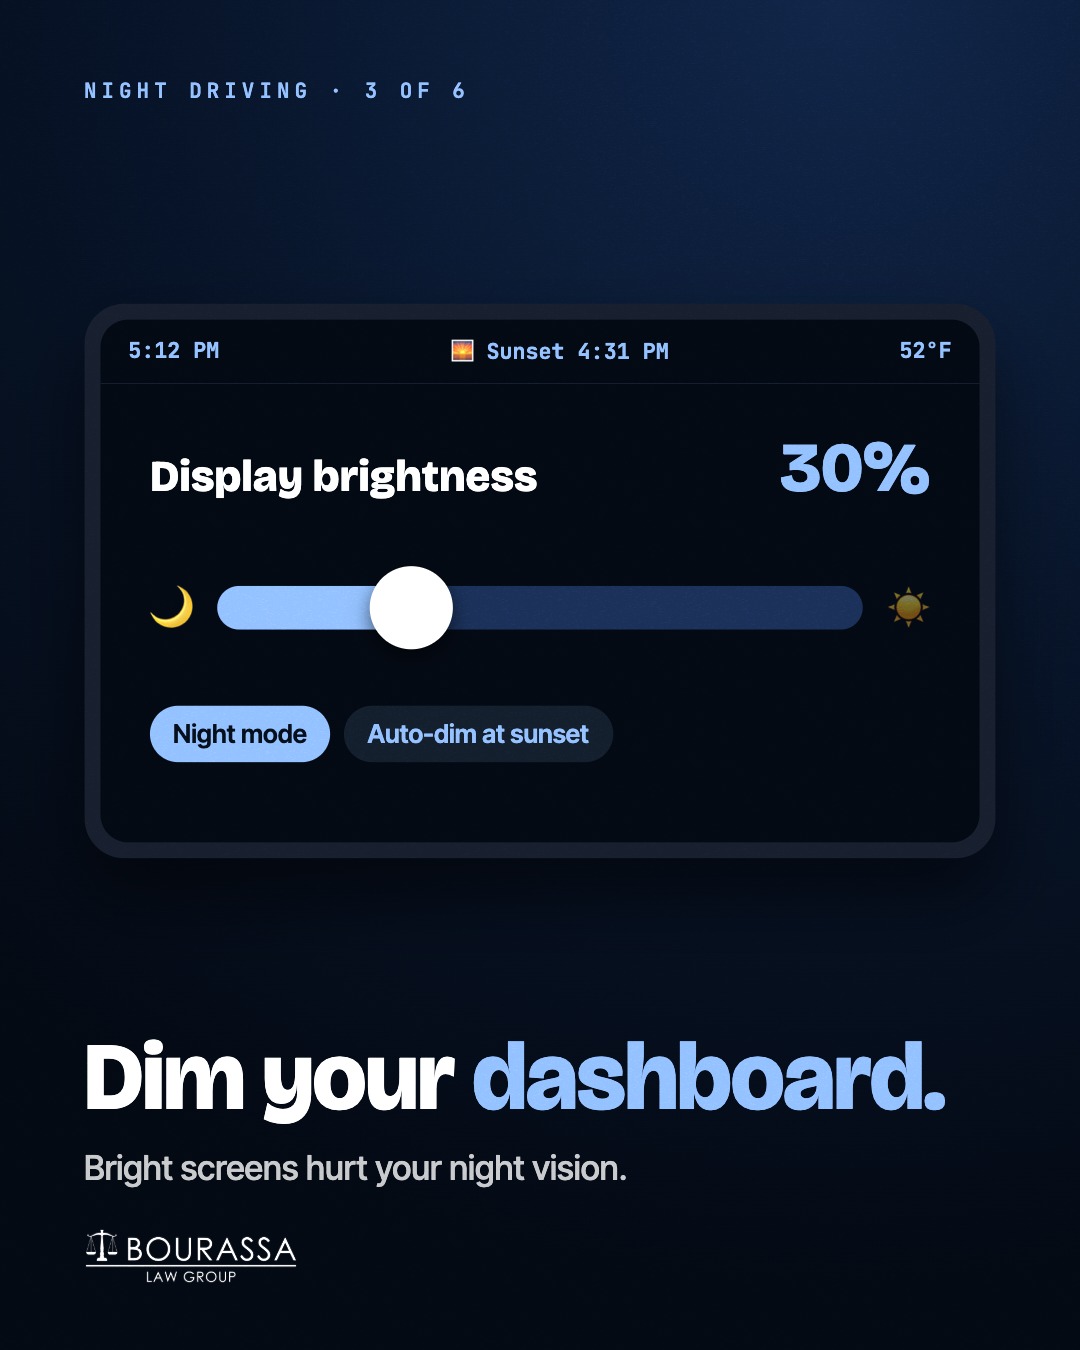 NIGHT DRIVING · 3 OF 6
5:12 PM
Sunset 4:31 PM
52°F
Display brightness
30%
Night mode
Auto-dim at sunset
Dim your dashboard.
Bright screens hurt your night vision.
BOURASSA
LAW GROUP